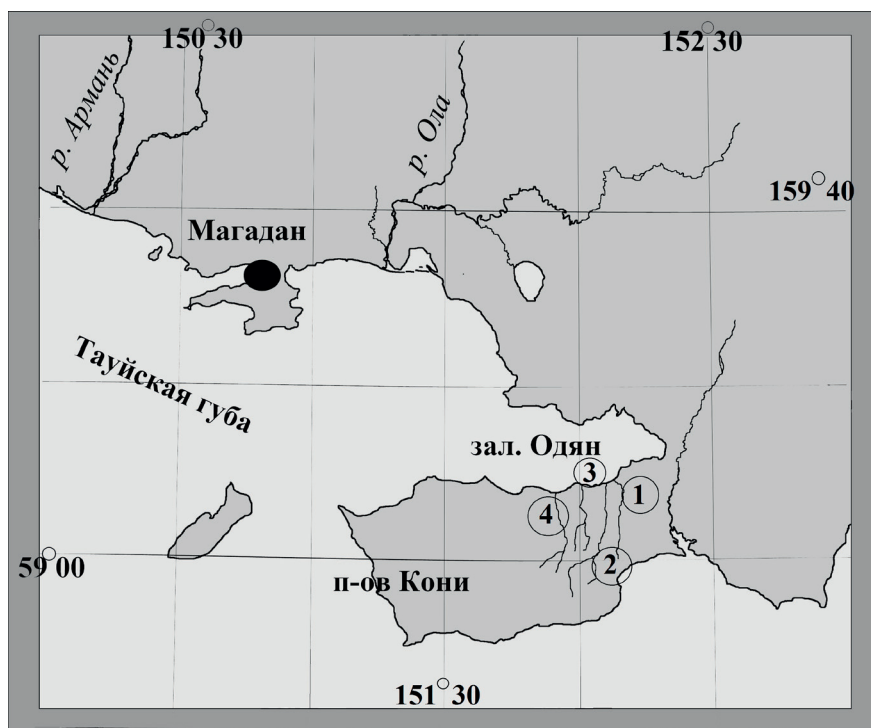 150°30
152°30
р. Армань
р. Ола
159°40
Магадан
Тауйская губа
зал. Одян
3
1
4
59°00
2
п-ов Кони
151°30